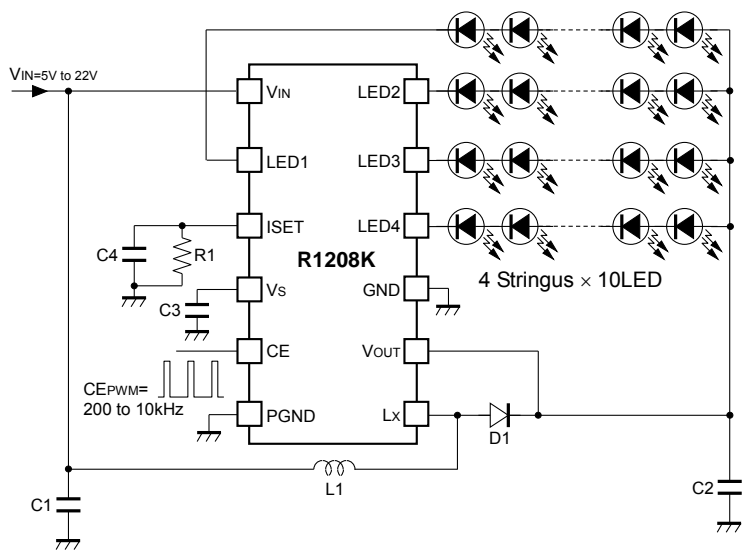 VIN=5V to 22V
VIN
LED2
LED1
LED3
ISET
LED4
C4
R1
R1208K
4 Stringus × 10LED
VS
GND
C3
CE
VOUT
CEPWM=
200 to 10kHz
PGND
LX
D1
L1
C1
C2